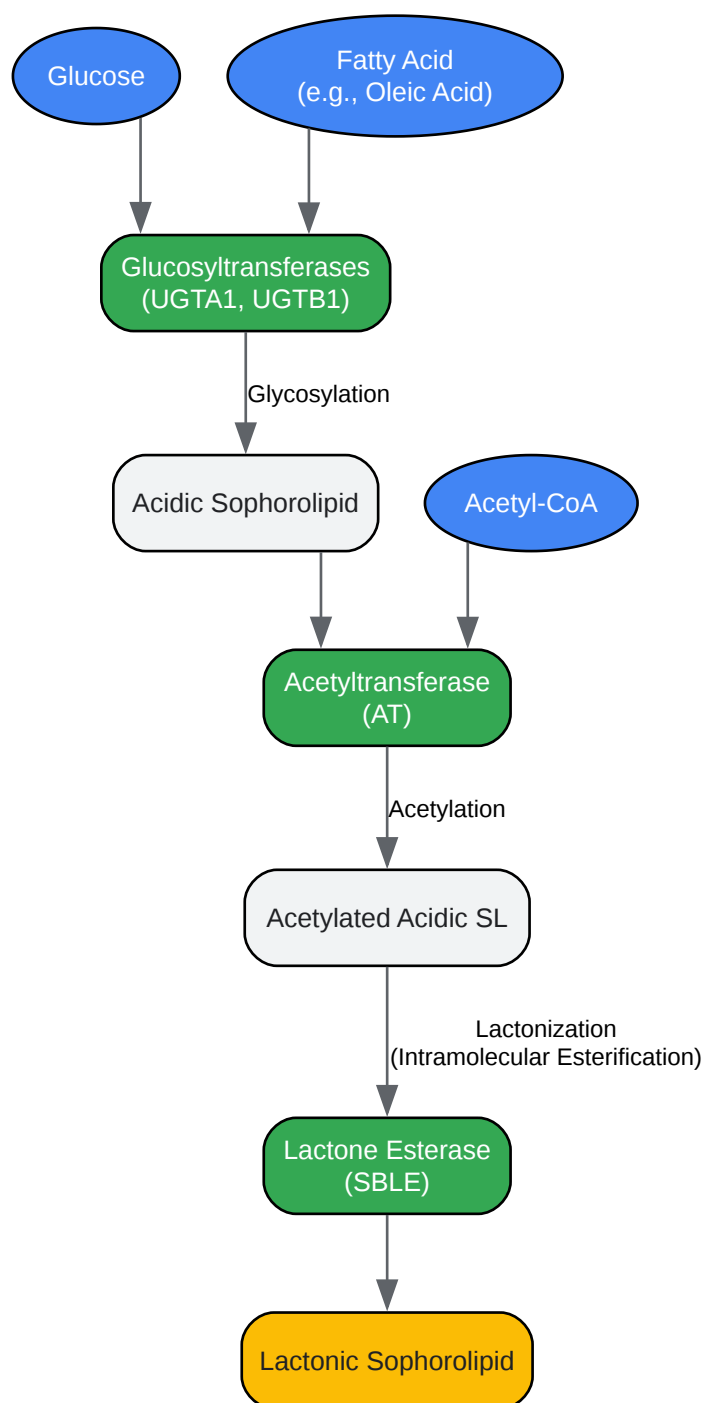 Glucose
Fatty Acid
(e.g., Oleic Acid)
Glucosyltransferases
(UGTA1, UGTB1)
Glycosylation
Acidic Sophorolipid
Acetyl-CoA
Acetyltransferase
(AT)
Acetylation
Acetylated Acidic SL
Lactonization
(Intramolecular Esterification)
Lactone Esterase
(SBLE)
Lactonic Sophorolipid